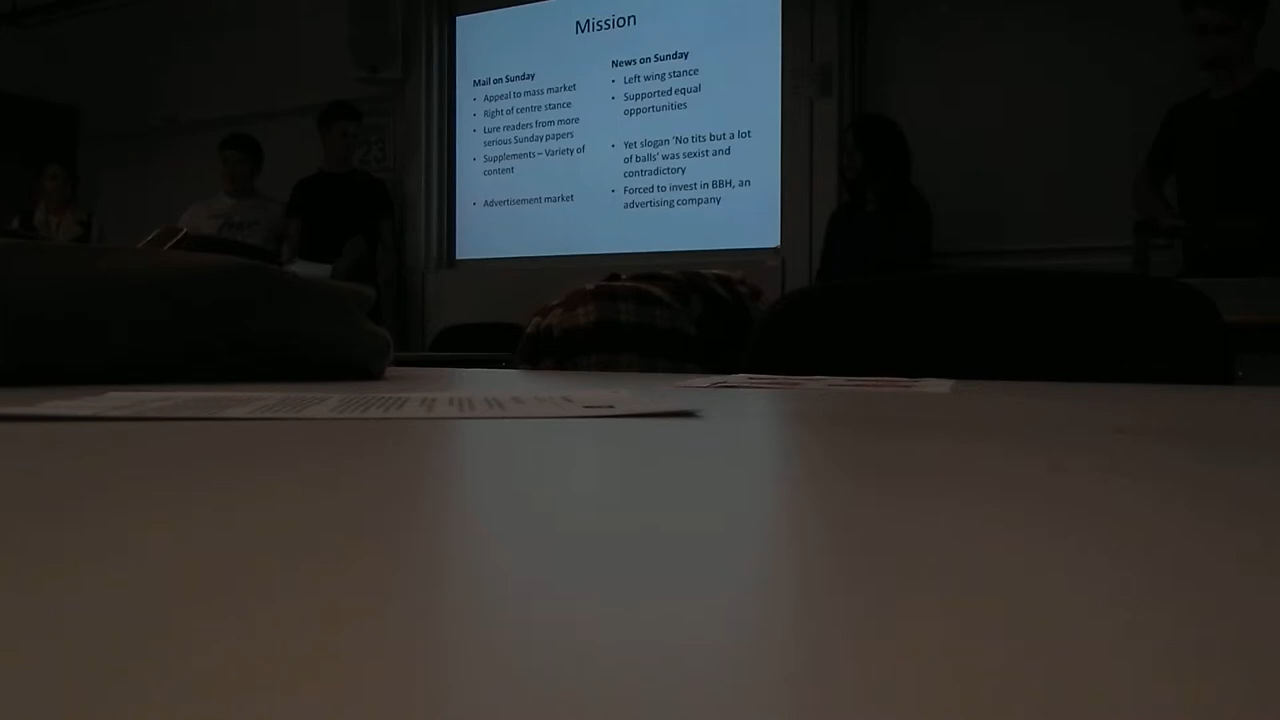 Mission
Mail on Sunday
• Appeal to mass market
• Right of centre stance
• Lure readers from more
serious Sunday papers
• Supplements – Variety of
content
• Advertisement market
News on Sunday
• Left wing stance
• Supported equal
opportunities
• Yet slogan 'No tits but a lot
of balls' was sexist and
contradictory
• Forced to invest in BBH, an
advertising company
23